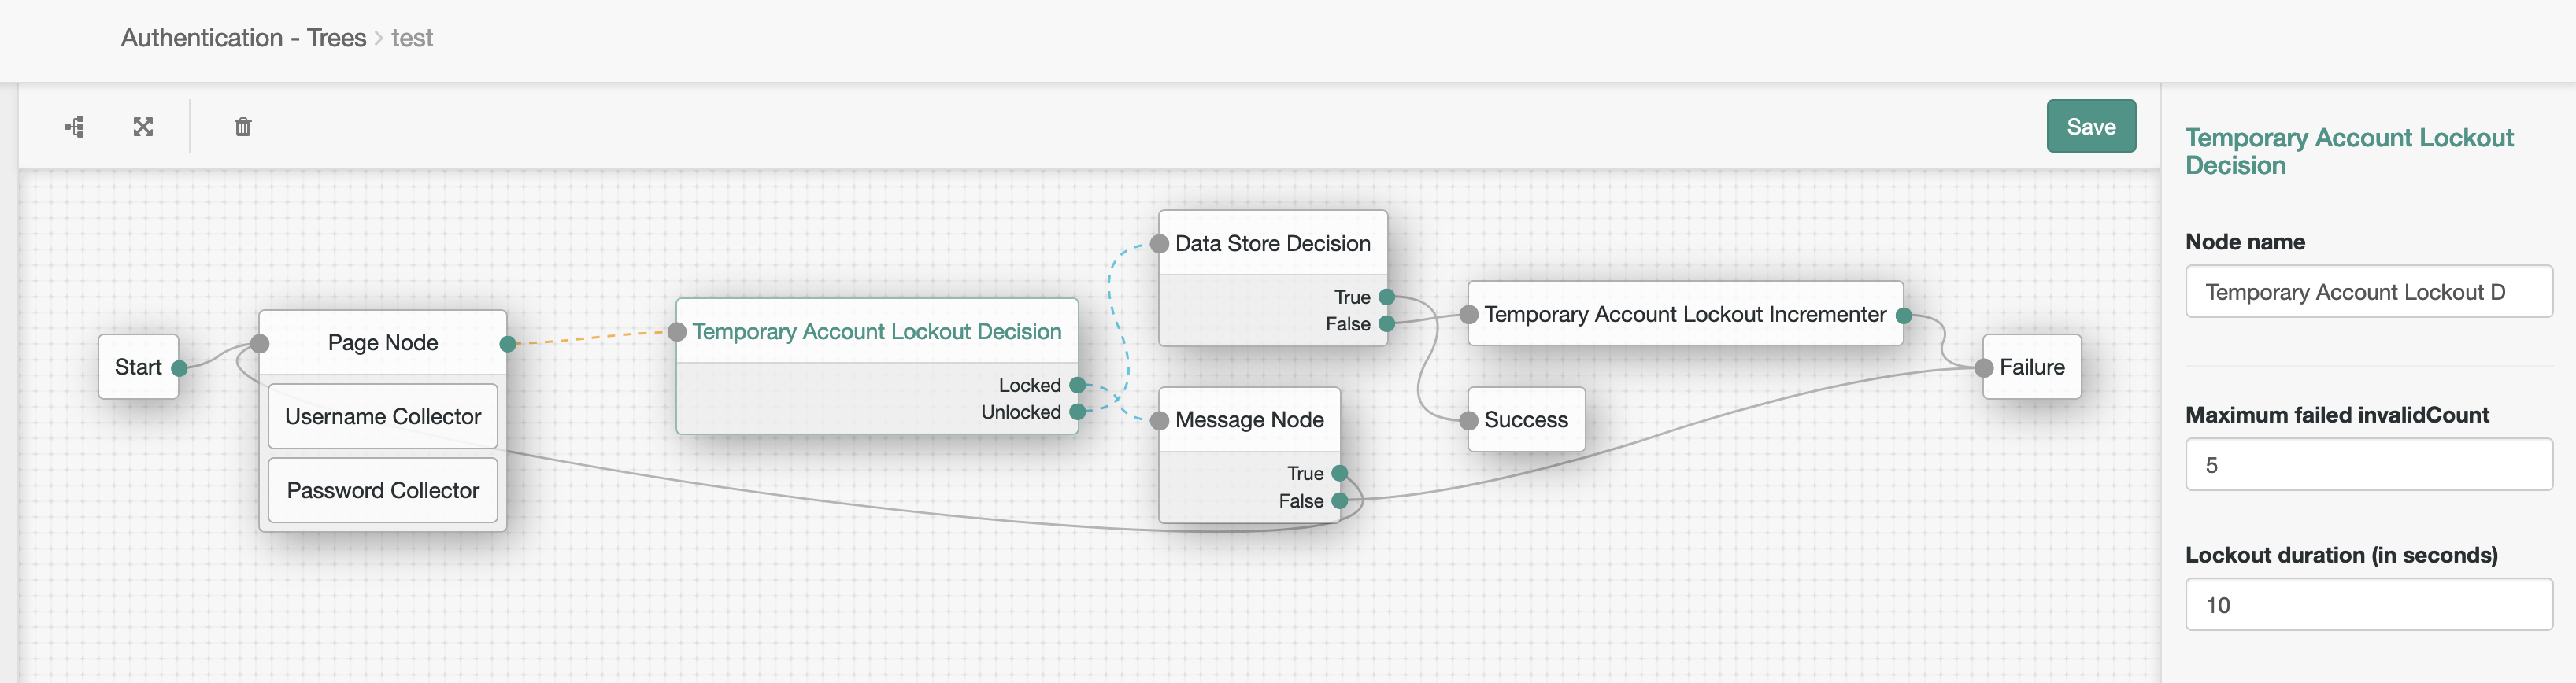 Authentication - Trees > test
Save
Start
Page Node
Username Collector
Password Collector
Temporary Account Lockout Decision
Locked
Unlocked
Data Store Decision
True
False
Message Node
True
False
Temporary Account Lockout Incrementer
Success
Failure
Temporary Account Lockout
Decision
Node name
Temporary Account Lockout D
Maximum failed invalidCount
5
Lockout duration (in seconds)
10